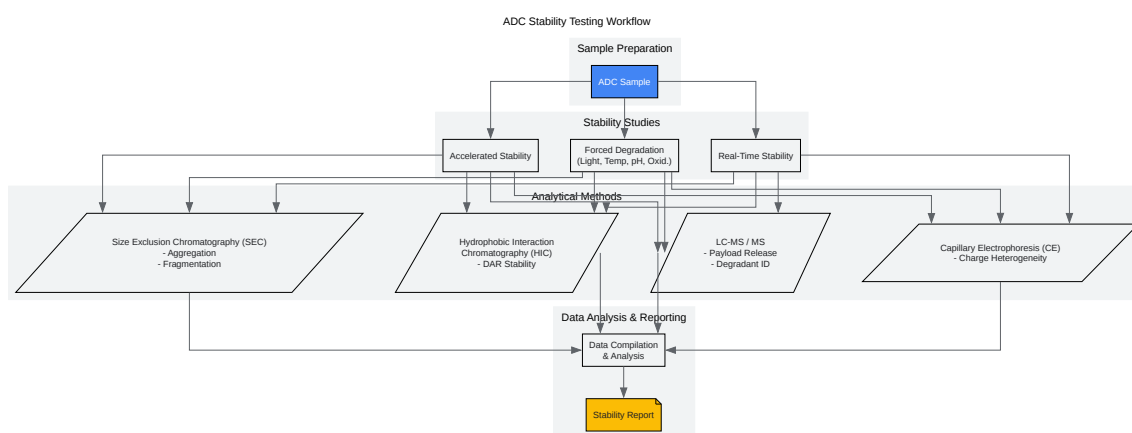 ADC Stability Testing Workflow
Sample Preparation
ADC Sample
Stability Studies
Accelerated Stability
Forced Degradation
(Light, Temp, pH, Oxid.)
Real-Time Stability
Analytical Methods
Size Exclusion Chromatography (SEC)
- Aggregation
- Fragmentation
Hydrophobic Interaction
Chromatography (HIC)
- DAR Stability
LC-MS / MS
- Payload Release
- Degradant ID
Capillary Electrophoresis (CE)
- Charge Heterogeneity
Data Analysis & Reporting
Data Compilation
& Analysis
Stability Report